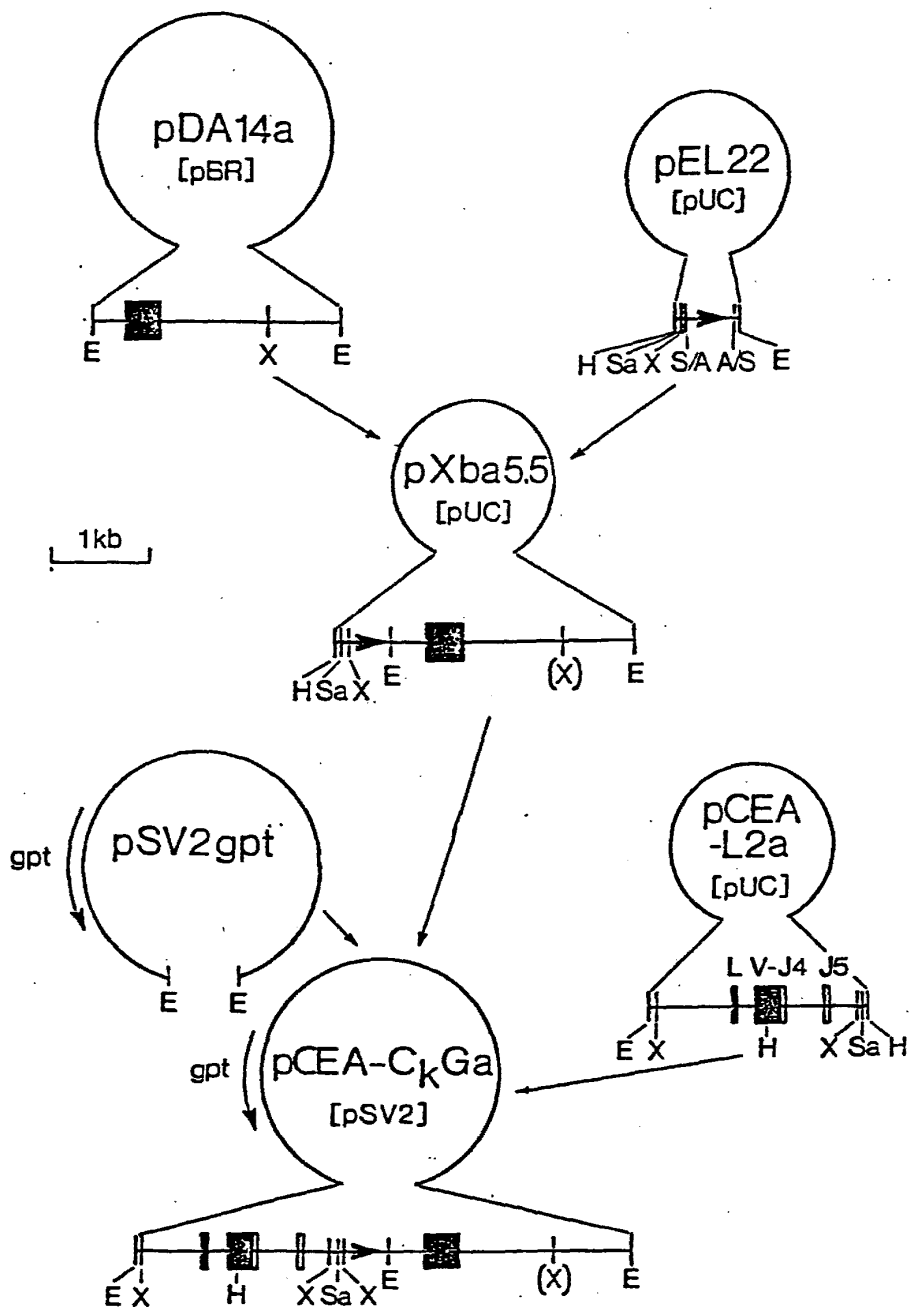 pDA14a
[pBR]
pEL22
[pUC]
E X E
H Sa X S/A A/S E
pXba5.5
[pUC]
1kb
H Sa X E (X) E
gpt
pSV2gpt
E E
pCEA
-L2a
[pUC]
L V-J4 J5
E X H X Sa H
gpt
pCEA-CkGa
[pSV2]
E X H X Sa X E (X) E